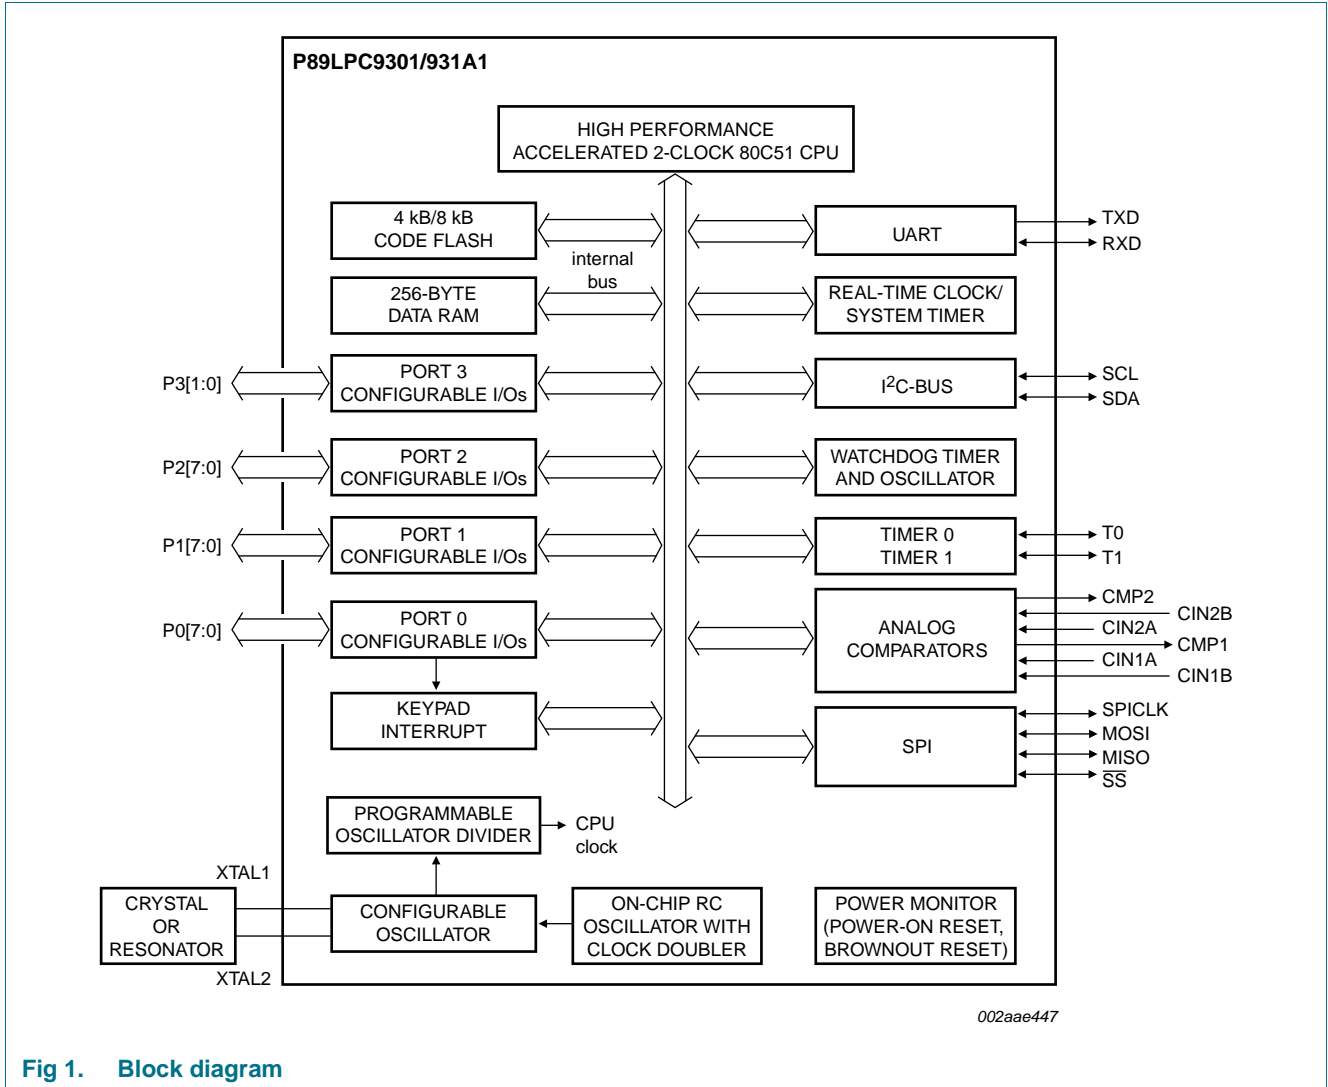 P89LPC9301/931A1
HIGH PERFORMANCE
ACCELERATED 2-CLOCK 80C51 CPU
4 kB/8 kB
CODE FLASH
internal
bus
UART
TXD
RXD
256-BYTE
DATA RAM
REAL-TIME CLOCK/
SYSTEM TIMER
P3[1:0]
PORT 3
CONFIGURABLE I/Os
I2C-BUS
SCL
SDA
P2[7:0]
PORT 2
CONFIGURABLE I/Os
WATCHDOG TIMER
AND OSCILLATOR
P1[7:0]
PORT 1
CONFIGURABLE I/Os
TIMER 0
TIMER 1
T0
T1
P0[7:0]
PORT 0
CONFIGURABLE I/Os
ANALOG
COMPARATORS
CMP2
CIN2B
CIN2A
CMP1
CIN1A
CIN1B
KEYPAD
INTERRUPT
SPI
SPICLK
MOSI
MISO
SS
PROGRAMMABLE
OSCILLATOR DIVIDER
CPU
clock
XTAL1
CRYSTAL
OR
RESONATOR
XTAL2
CONFIGURABLE
OSCILLATOR
ON-CHIP RC
OSCILLATOR WITH
CLOCK DOUBLER
POWER MONITOR
(POWER-ON RESET,
BROWNOUT RESET)
002aae447
Fig 1. Block diagram